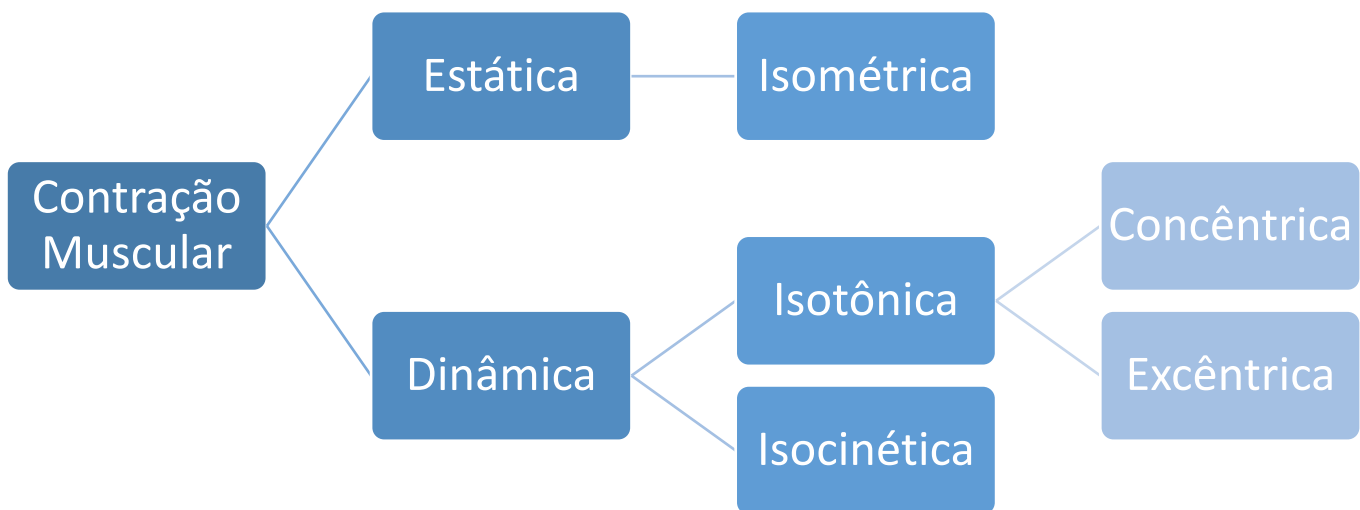 Contração
Muscular
Estática
Isométrica
Dinâmica
Isotônica
Isocinética
Concêntrica
Excêntrica